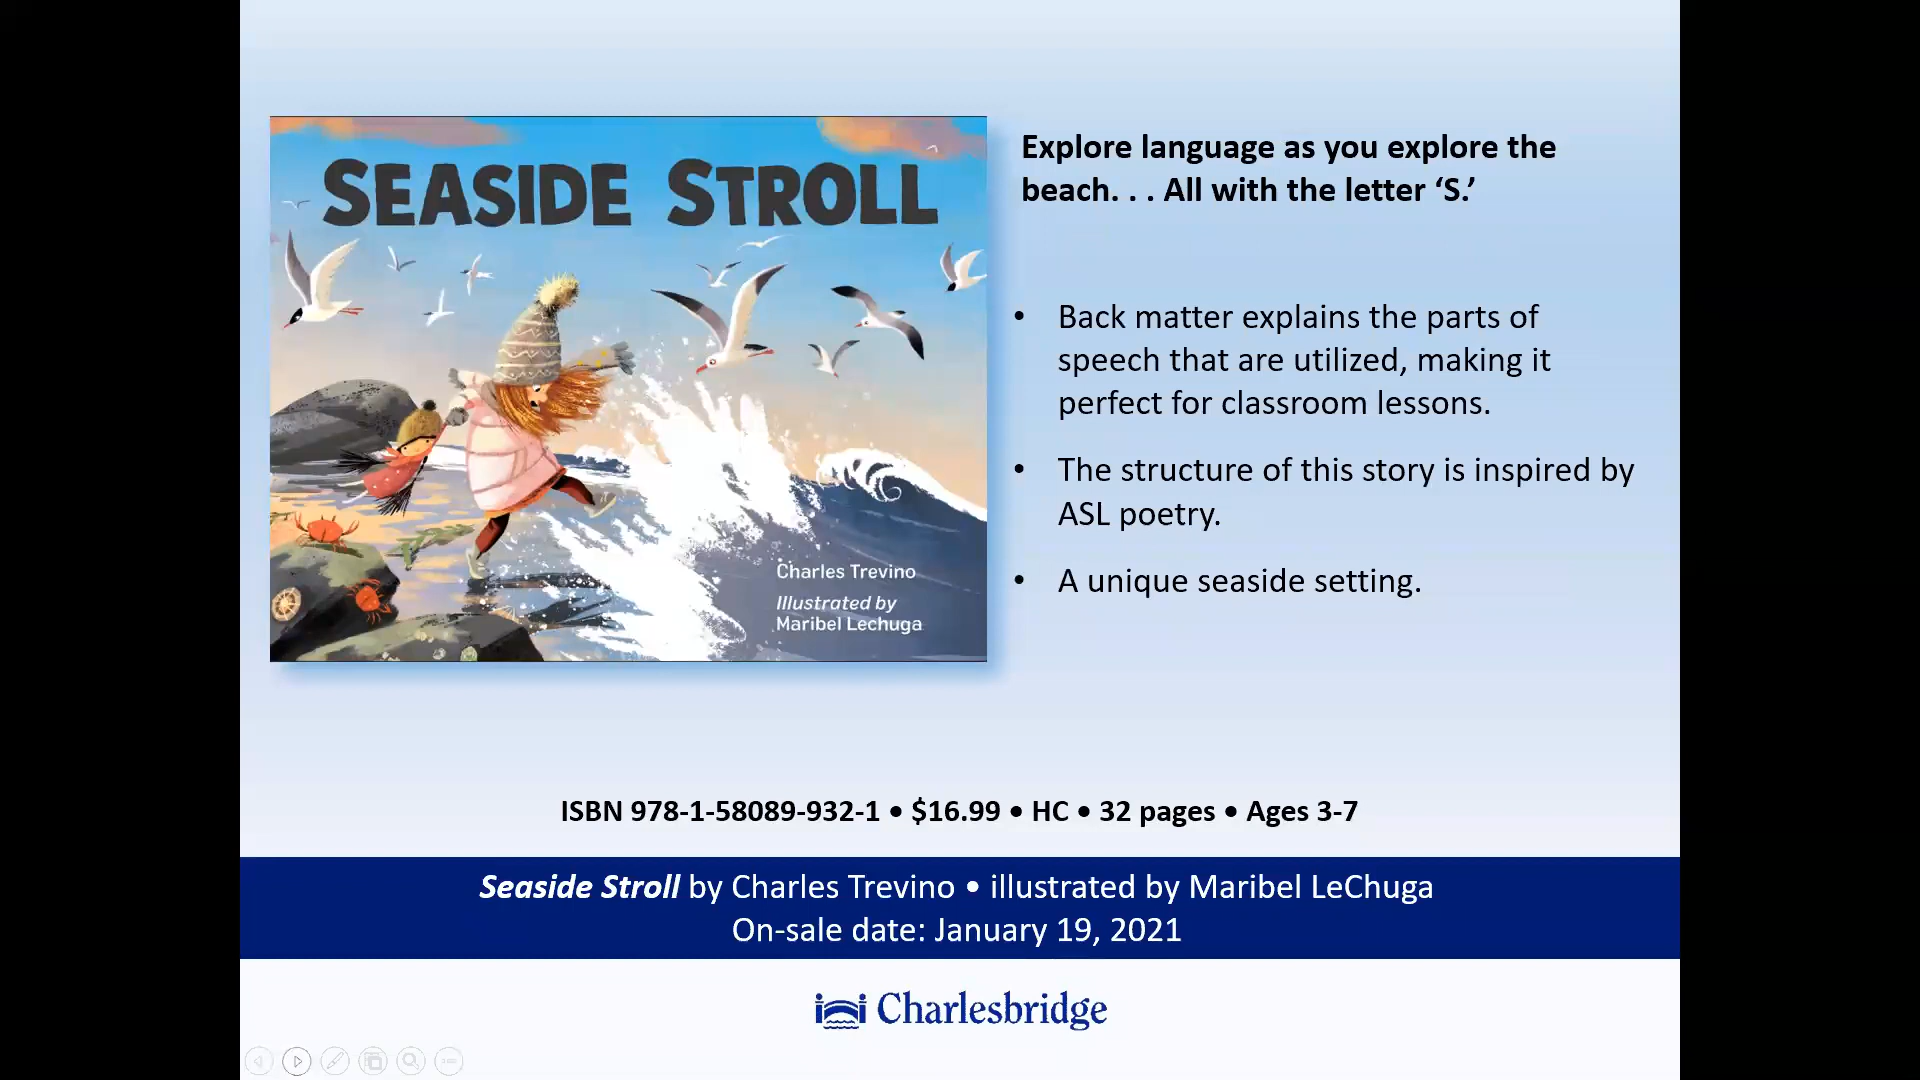 SEASIDE STROLL
Charles Trevino
Illustrated by
Maribel Lechuga
Explore language as you explore the
beach. . . All with the letter ‘S.’
• Back matter explains the parts of
speech that are utilized, making it
perfect for classroom lessons.
• The structure of this story is inspired by
ASL poetry.
• A unique seaside setting.
ISBN 978-1-58089-932-1 • $16.99 • HC • 32 pages • Ages 3-7
Seaside Stroll by Charles Trevino • illustrated by Maribel LeChuga
On-sale date: January 19, 2021
Charlesbridge